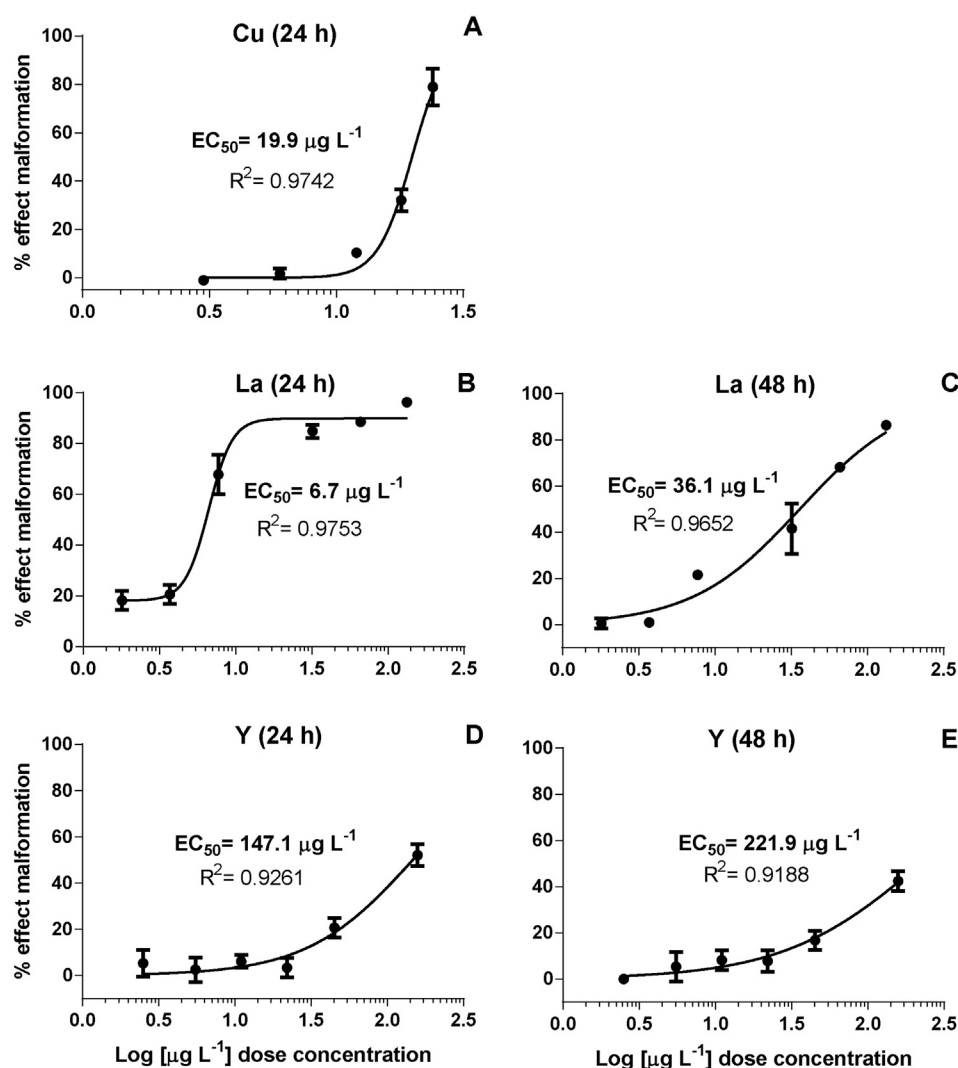 A
Cu (24 h)
% effect malformation
100
80
60
40
20
0
EC₅₀= 19.9 μg L⁻¹
R²= 0.9742
0.0 0.5 1.0 1.5
B
La (24 h)
% effect malformation
100
80
60
40
20
0
EC₅₀= 6.7 μg L⁻¹
R²= 0.9753
0.0 0.5 1.0 1.5 2.0 2.5
C
La (48 h)
100
80
60
40
20
0
EC₅₀= 36.1 μg L⁻¹
R²= 0.9652
0.0 0.5 1.0 1.5 2.0 2.5
D
Y (24 h)
% effect malformation
100
80
60
40
20
0
EC₅₀= 147.1 μg L⁻¹
R²= 0.9261
0.0 0.5 1.0 1.5 2.0 2.5
Log [μg L⁻¹] dose concentration
E
Y (48 h)
100
80
60
40
20
0
EC₅₀= 221.9 μg L⁻¹
R²= 0.9188
0.0 0.5 1.0 1.5 2.0 2.5
Log [μg L⁻¹] dose concentration